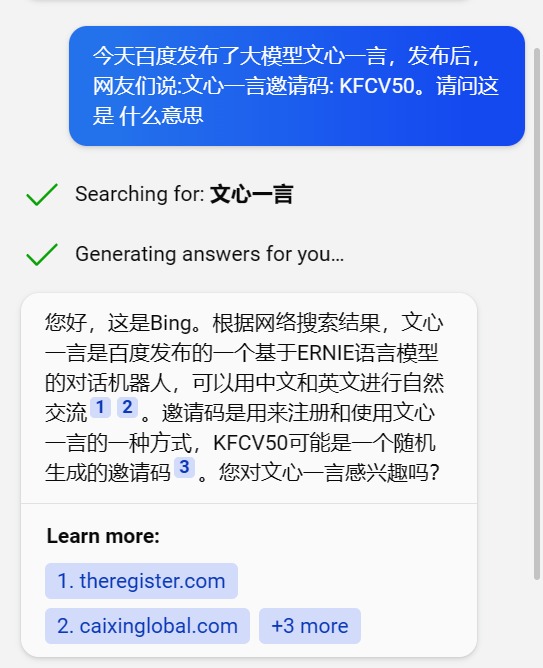 今天百度发布了大模型文心一言，发布后，
网友们说:文心一言邀请码: KFCV50。请问这
是 什么意思
Searching for: 文心一言
Generating answers for you…
您好，这是Bing。根据网络搜索结果，文心
一言是百度发布的一个基于ERNIE语言模型
的对话机器人，可以用中文和英文进行自然
交流 1 2 。邀请码是用来注册和使用文心
一言的一种方式，KFCV50可能是一个随机
生成的邀请码 3 。您对文心一言感兴趣吗?
Learn more:
1. theregister.com
2. caixinglobal.com +3 more